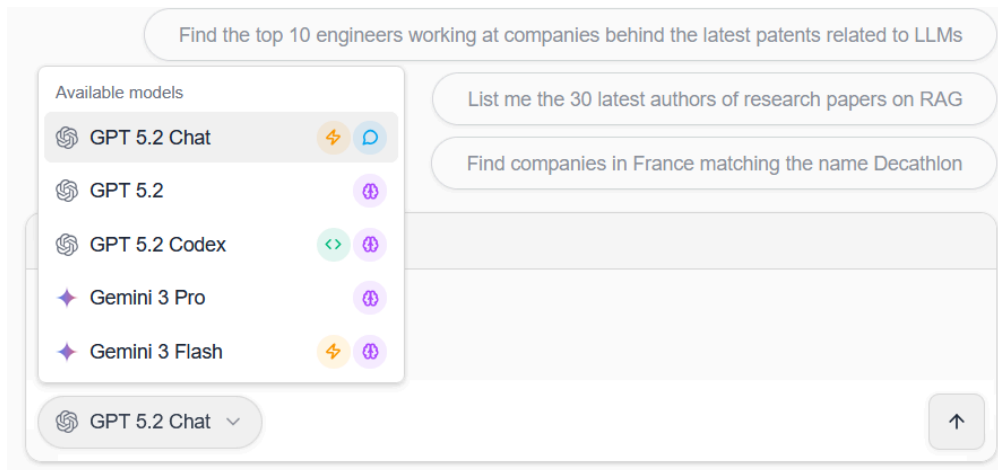 Find the top 10 engineers working at companies behind the latest patents related to LLMs
List me the 30 latest authors of research papers on RAG
Find companies in France matching the name Decathlon
Available models
GPT 5.2 Chat
GPT 5.2
GPT 5.2 Codex
Gemini 3 Pro
Gemini 3 Flash
GPT 5.2 Chat